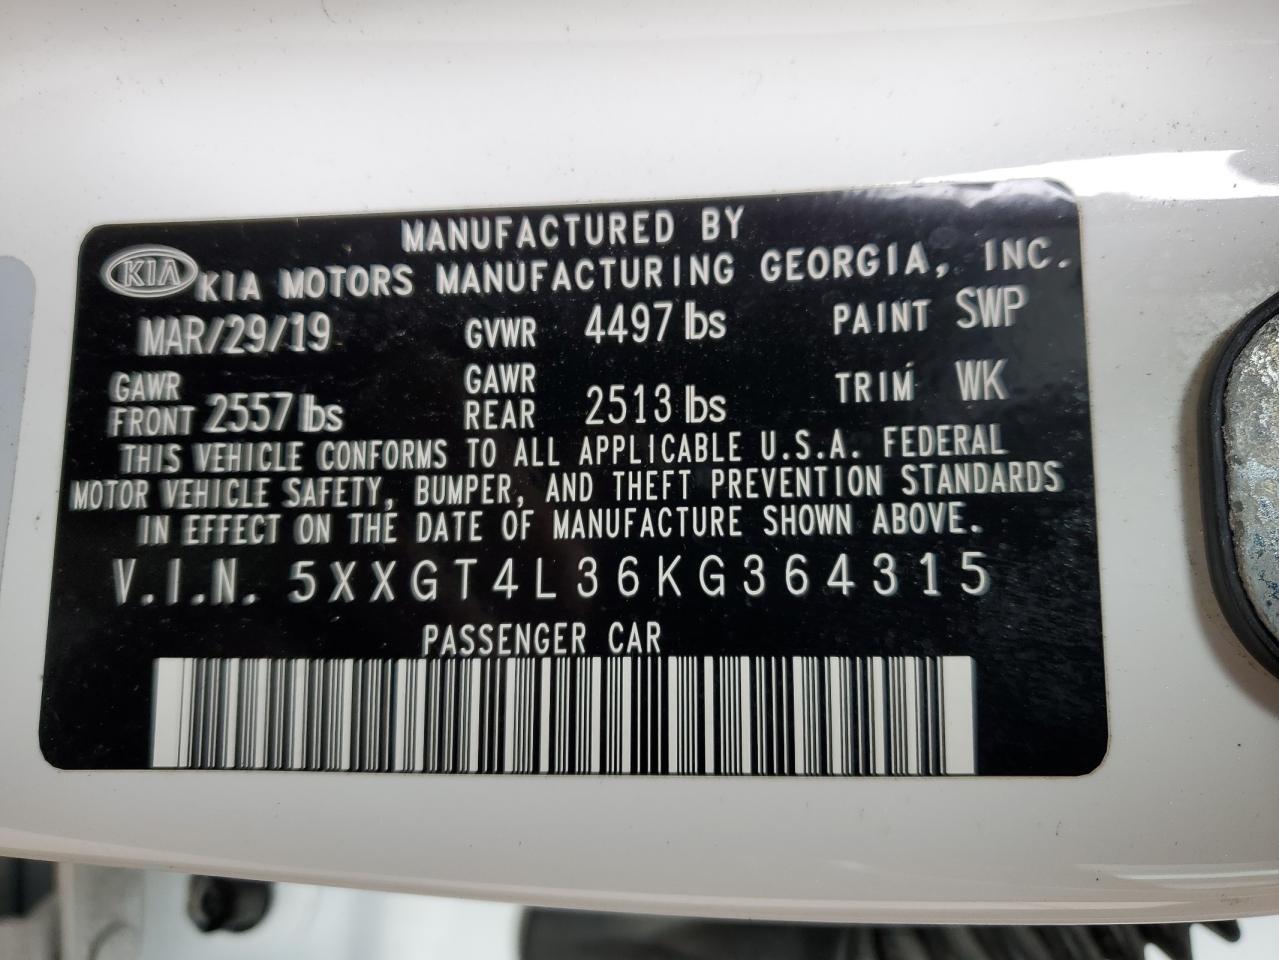 MANUFACTURED BY
KIA KIA MOTORS MANUFACTURING GEORGIA, INC.
MAR/29/19 GVWR 4497 lbs PAINT SWP
GAWR FRONT 2557 lbs GAWR REAR 2513 lbs TRIM WK
THIS VEHICLE CONFORMS TO ALL APPLICABLE U.S.A. FEDERAL
MOTOR VEHICLE SAFETY, BUMPER, AND THEFT PREVENTION STANDARDS
IN EFFECT ON THE DATE OF MANUFACTURE SHOWN ABOVE.
V.I.N. 5XXGT4L36KG364315
PASSENGER CAR